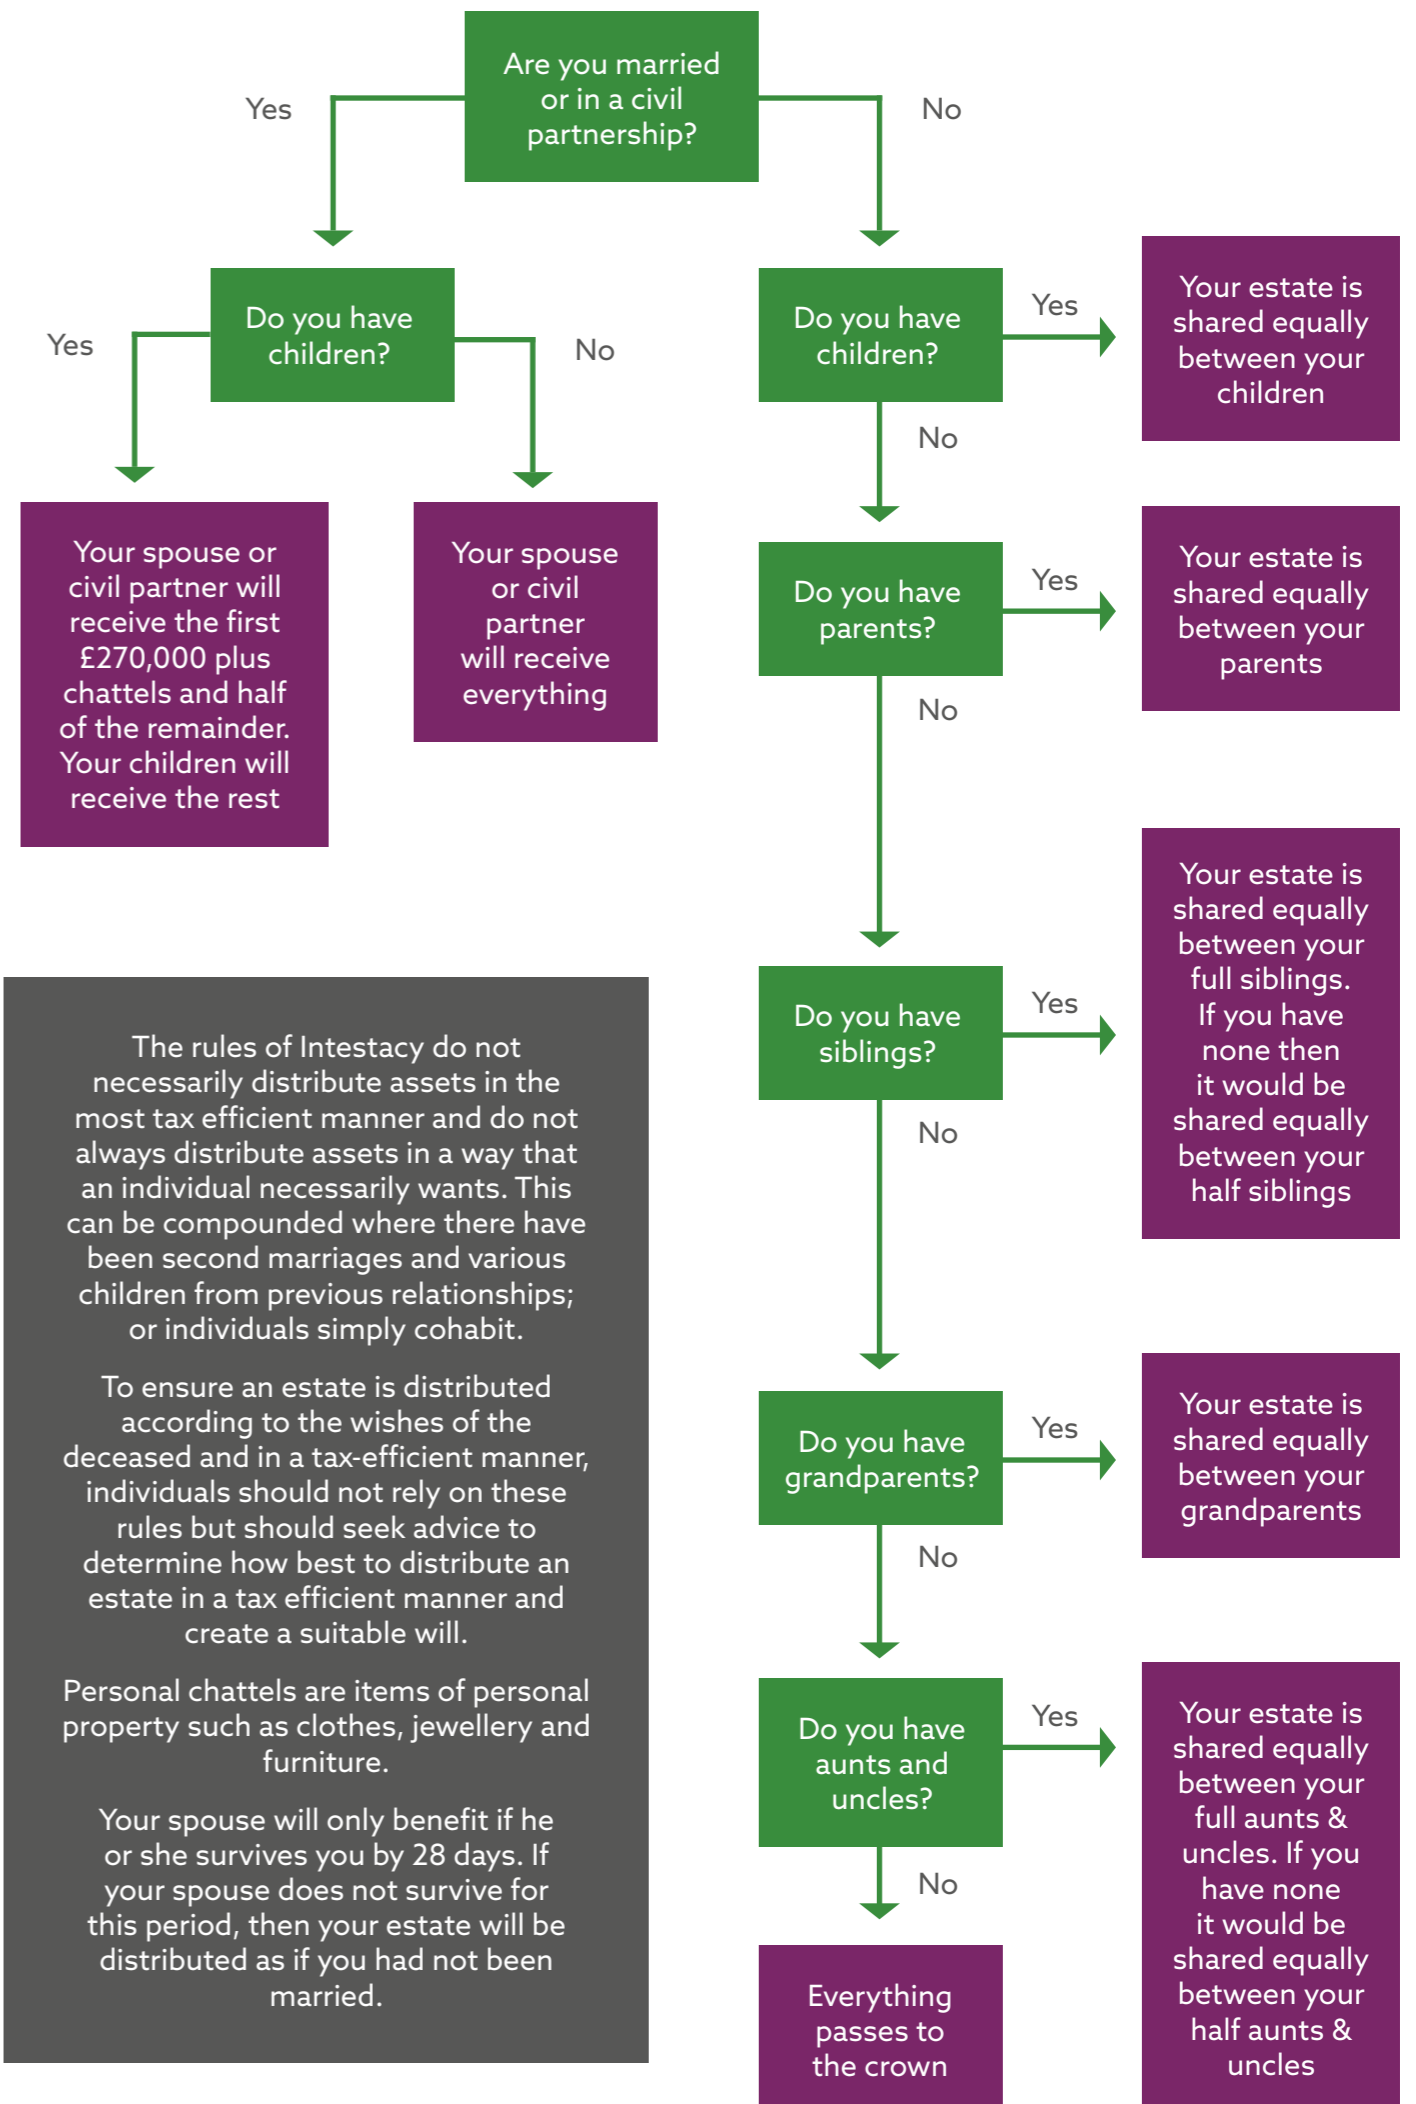 Are you married
or in a civil
partnership?
Yes
No
Do you have
children?
Yes
No
Your spouse or
civil partner will
receive the first
£270,000 plus
chattels and half
of the remainder.
Your children will
receive the rest
Your spouse
or civil
partner
will receive
everything
Do you have
children?
Yes
Your estate is
shared equally
between your
children
No
Do you have
parents?
Yes
Your estate is
shared equally
between your
parents
No
Do you have
siblings?
Yes
Your estate is
shared equally
between your
full siblings.
If you have
none then
it would be
shared equally
between your
half siblings
No
Do you have
grandparents?
Yes
Your estate is
shared equally
between your
grandparents
No
Do you have
aunts and
uncles?
Yes
Your estate is
shared equally
between your
full aunts &
uncles. If you
have none
it would be
shared equally
between your
half aunts &
uncles
No
Everything
passes to
the crown
The rules of Intestacy do not
necessarily distribute assets in the
most tax efficient manner and do not
always distribute assets in a way that
an individual necessarily wants. This
can be compounded where there have
been second marriages and various
children from previous relationships;
or individuals simply cohabit.
To ensure an estate is distributed
according to the wishes of the
deceased and in a tax-efficient manner,
individuals should not rely on these
rules but should seek advice to
determine how best to distribute an
estate in a tax efficient manner and
create a suitable will.
Personal chattels are items of personal
property such as clothes, jewellery and
furniture.
Your spouse will only benefit if he
or she survives you by 28 days. If
your spouse does not survive for
this period, then your estate will be
distributed as if you had not been
married.